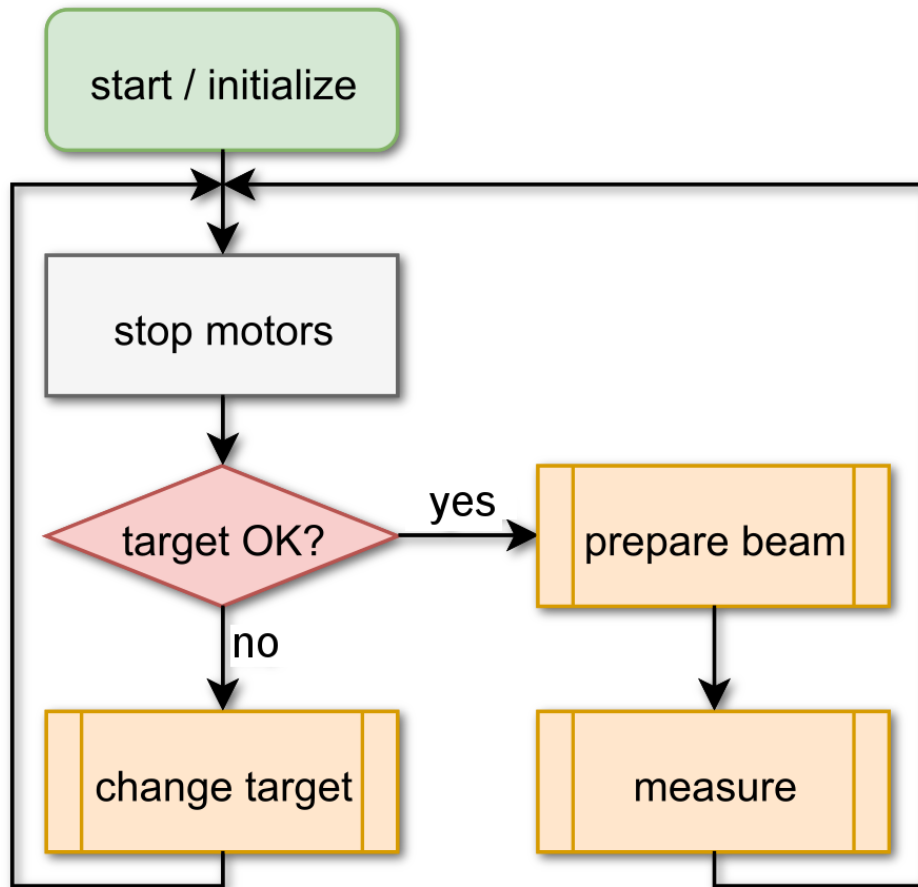 start / initialize
stop motors
target OK?
yes
prepare beam
no
change target
measure